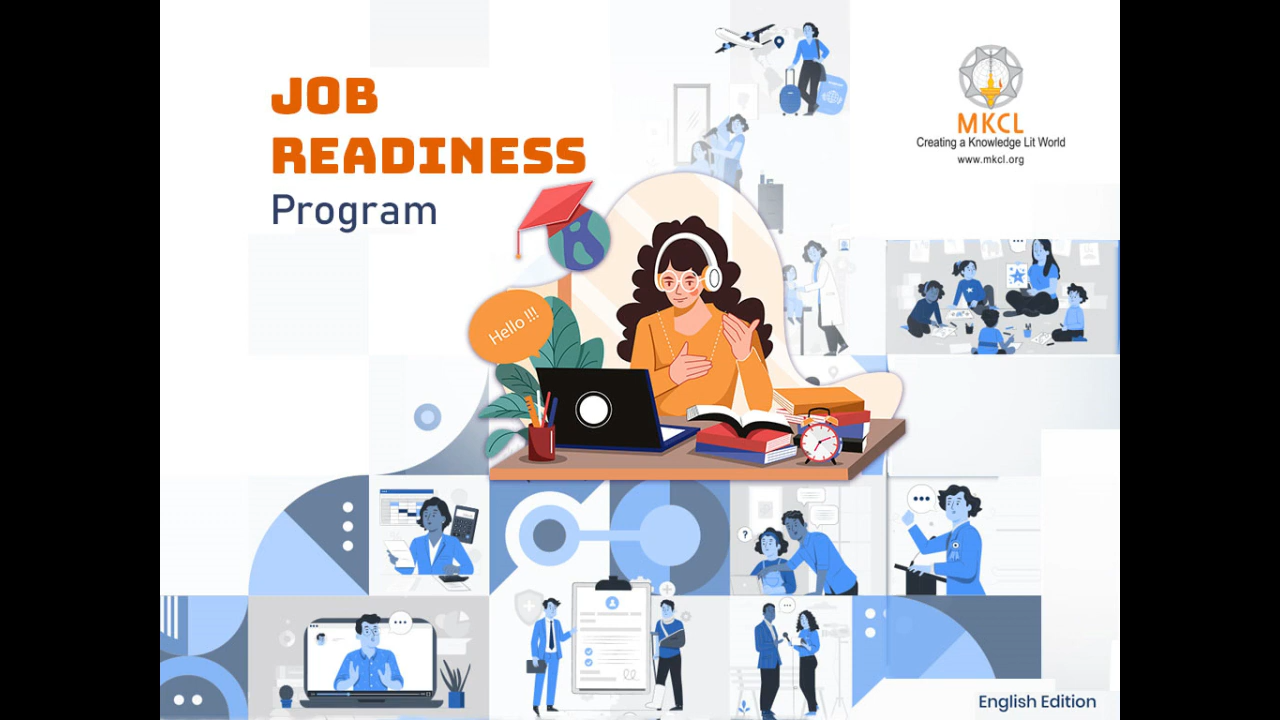 JOB
READINESS
Program
MKCL
Creating a Knowledge Lit World
www.mkcl.org
Hello !!!
?
English Edition